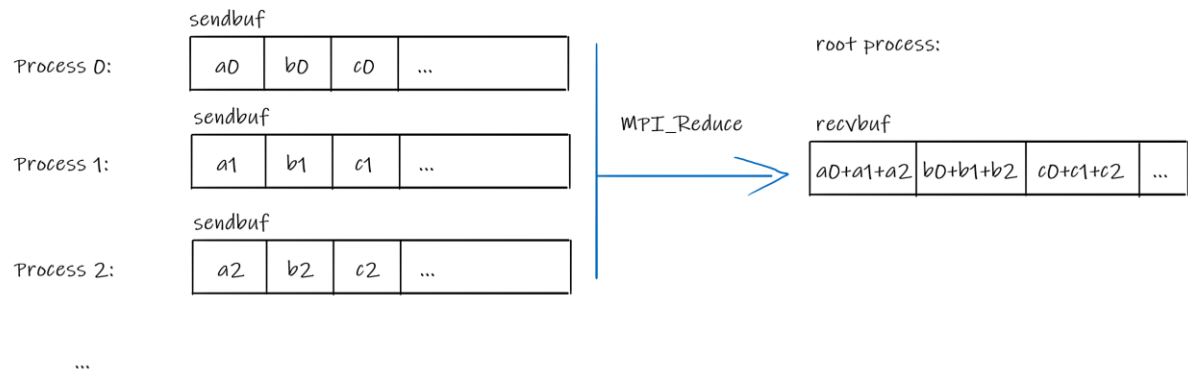 sendbuf
Process 0: a0 b0 c0 ...
sendbuf
Process 1: a1 b1 c1 ...
sendbuf
Process 2: a2 b2 c2 ...
...
MPI_Reduce
root process:
recvbuf
a0+a1+a2 b0+b1+b2 c0+c1+c2 ...